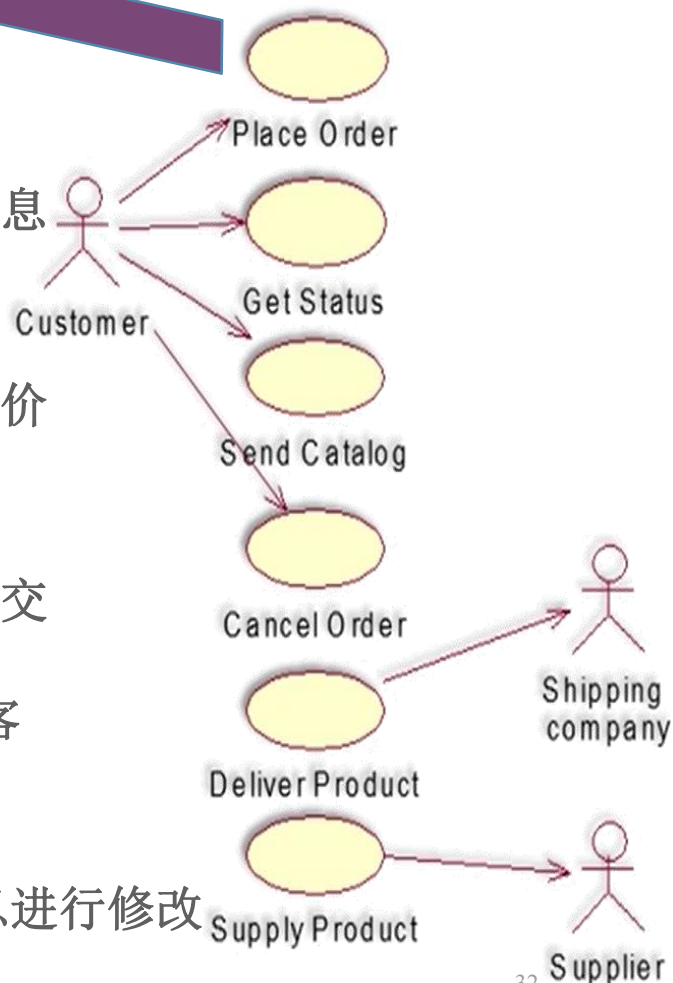 Place Order
息
Get Status
Customer
价
Send Catalog
交
Cancel Order
Shipping
company
客
Deliver Product
进行修改
Supply Product
32
Supplier